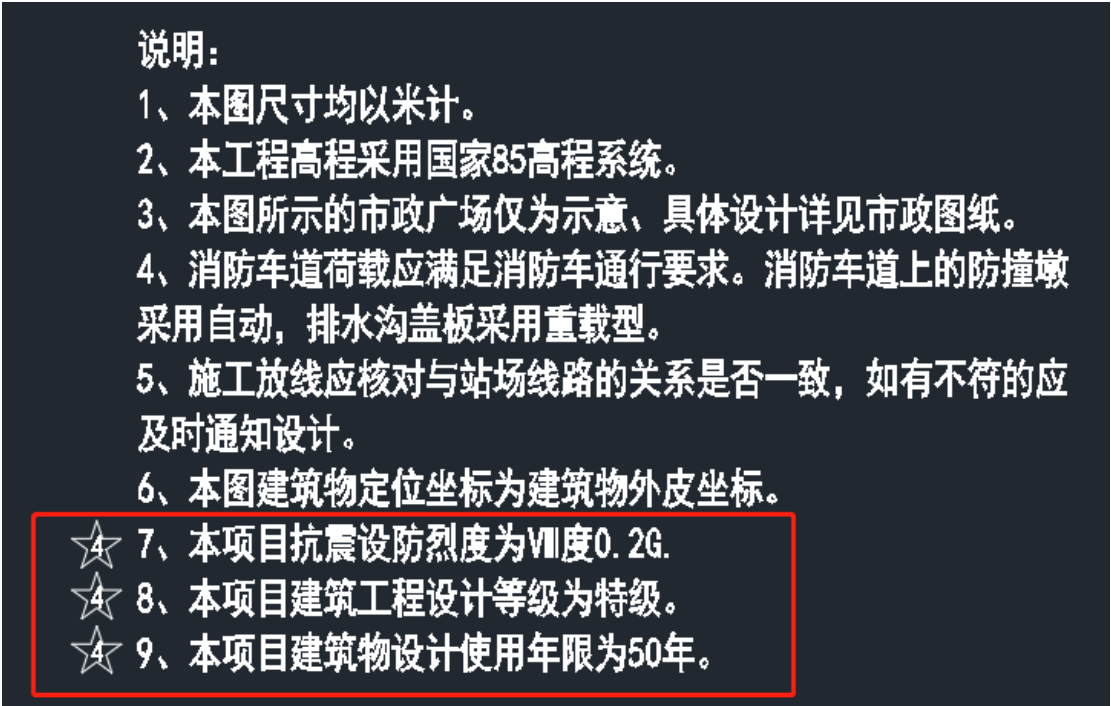 说明：
1、本图尺寸均以米计。
2、本工程高程采用国家85高程系统。
3、本图所示的市政广场仅为示意、具体设计详见市政图纸。
4、消防车道荷载应满足消防车通行要求。消防车道上的防撞墩
采用自动，排水沟盖板采用重载型。
5、施工放线应核对与站场线路的关系是否一致，如有不符的应
及时通知设计。
6、本图建筑物定位坐标为建筑物外皮坐标。
4 7、本项目抗震设防烈度为Ⅷ度0.2G.
4 8、本项目建筑工程设计等级为特级。
4 9、本项目建筑物设计使用年限为50年。